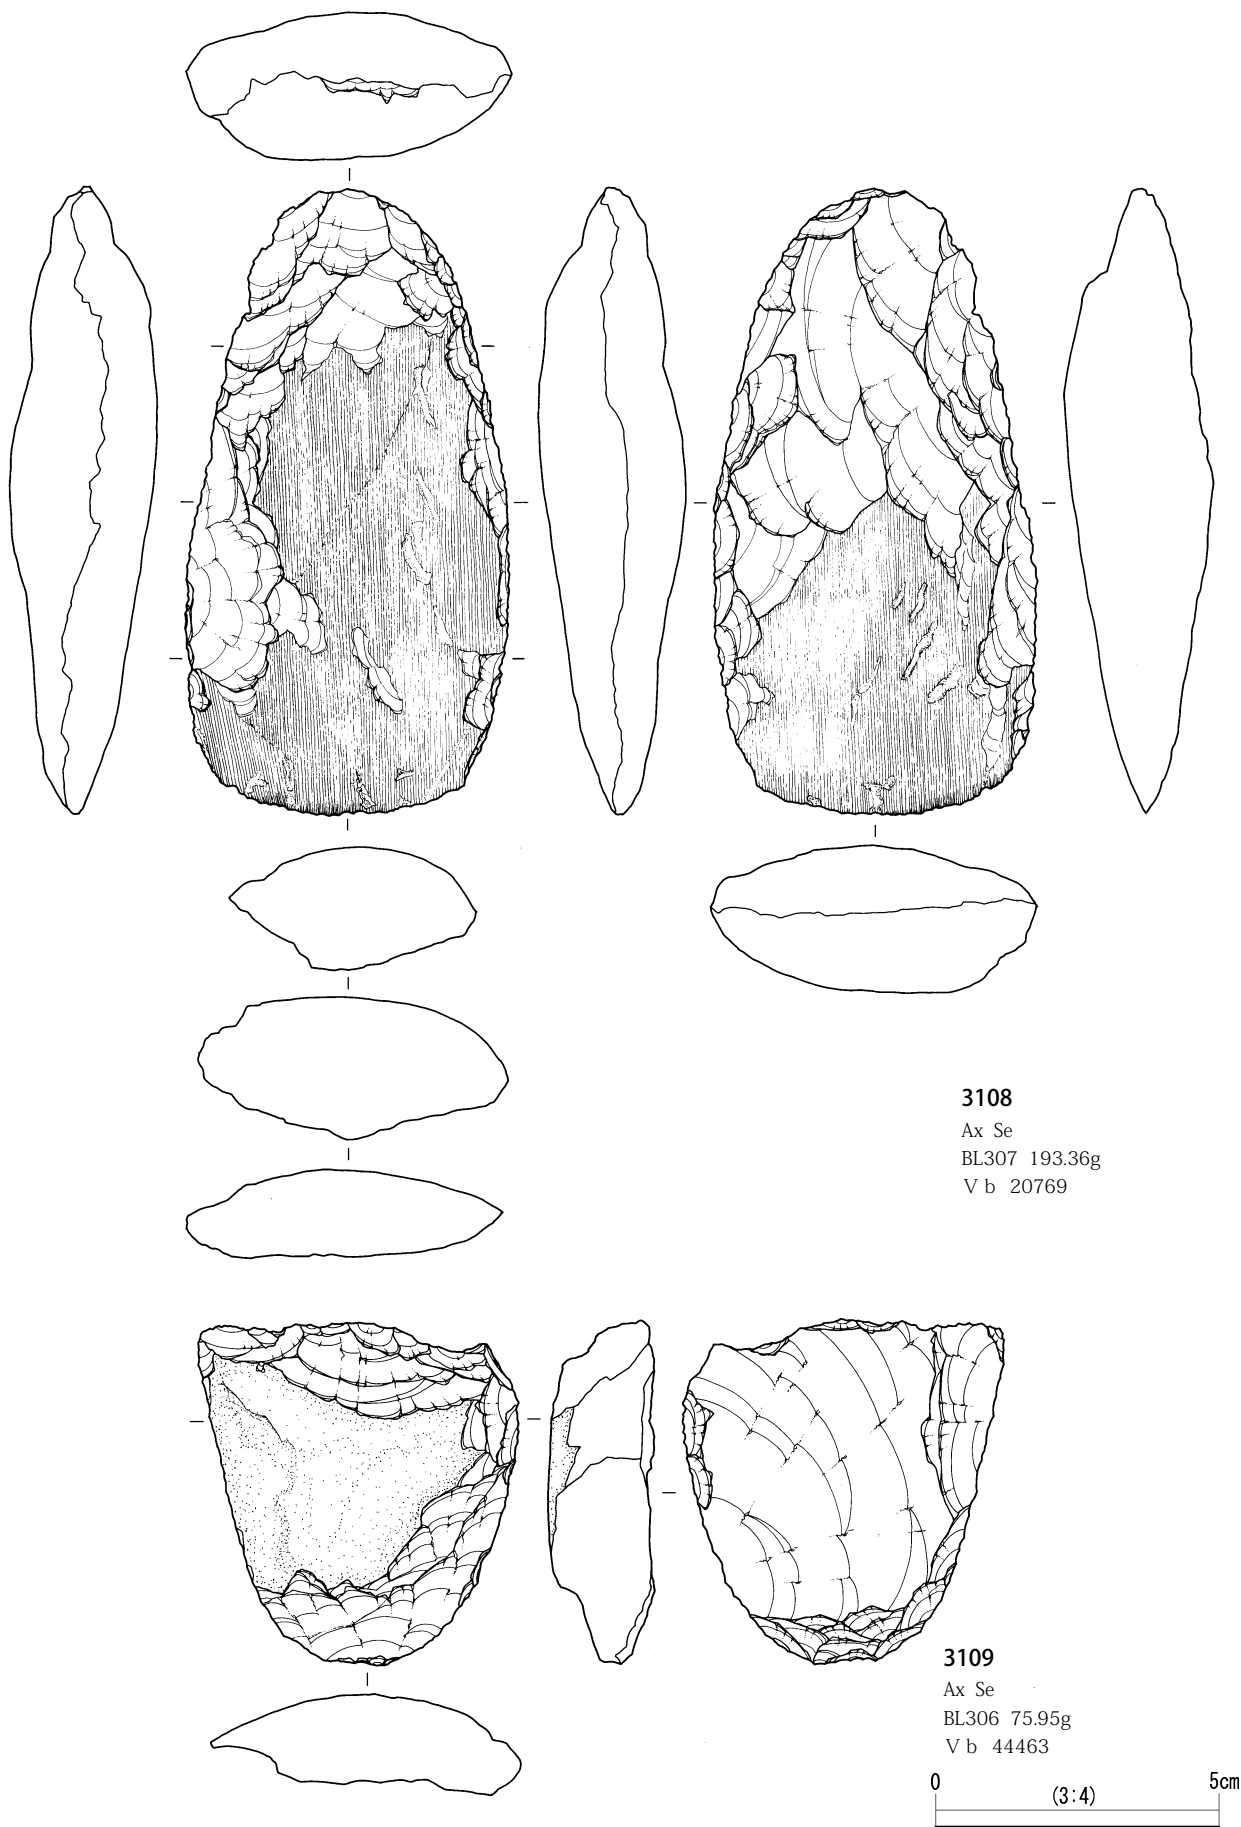 3108
Ax Se
BL307 193.36g
V b 20769
3109
Ax Se
BL306 75.95g
V b 44463
0 5cm
(3:4)